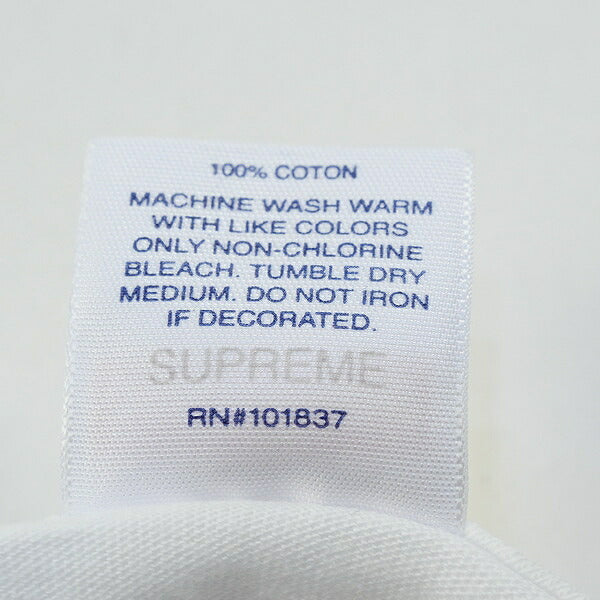 100% COTON
MACHINE WASH WARM
WITH LIKE COLORS
ONLY NON-CHLORINE
BLEACH. TUMBLE DRY
MEDIUM. DO NOT IRON
IF DECORATED.
SUPREME
RN#101837